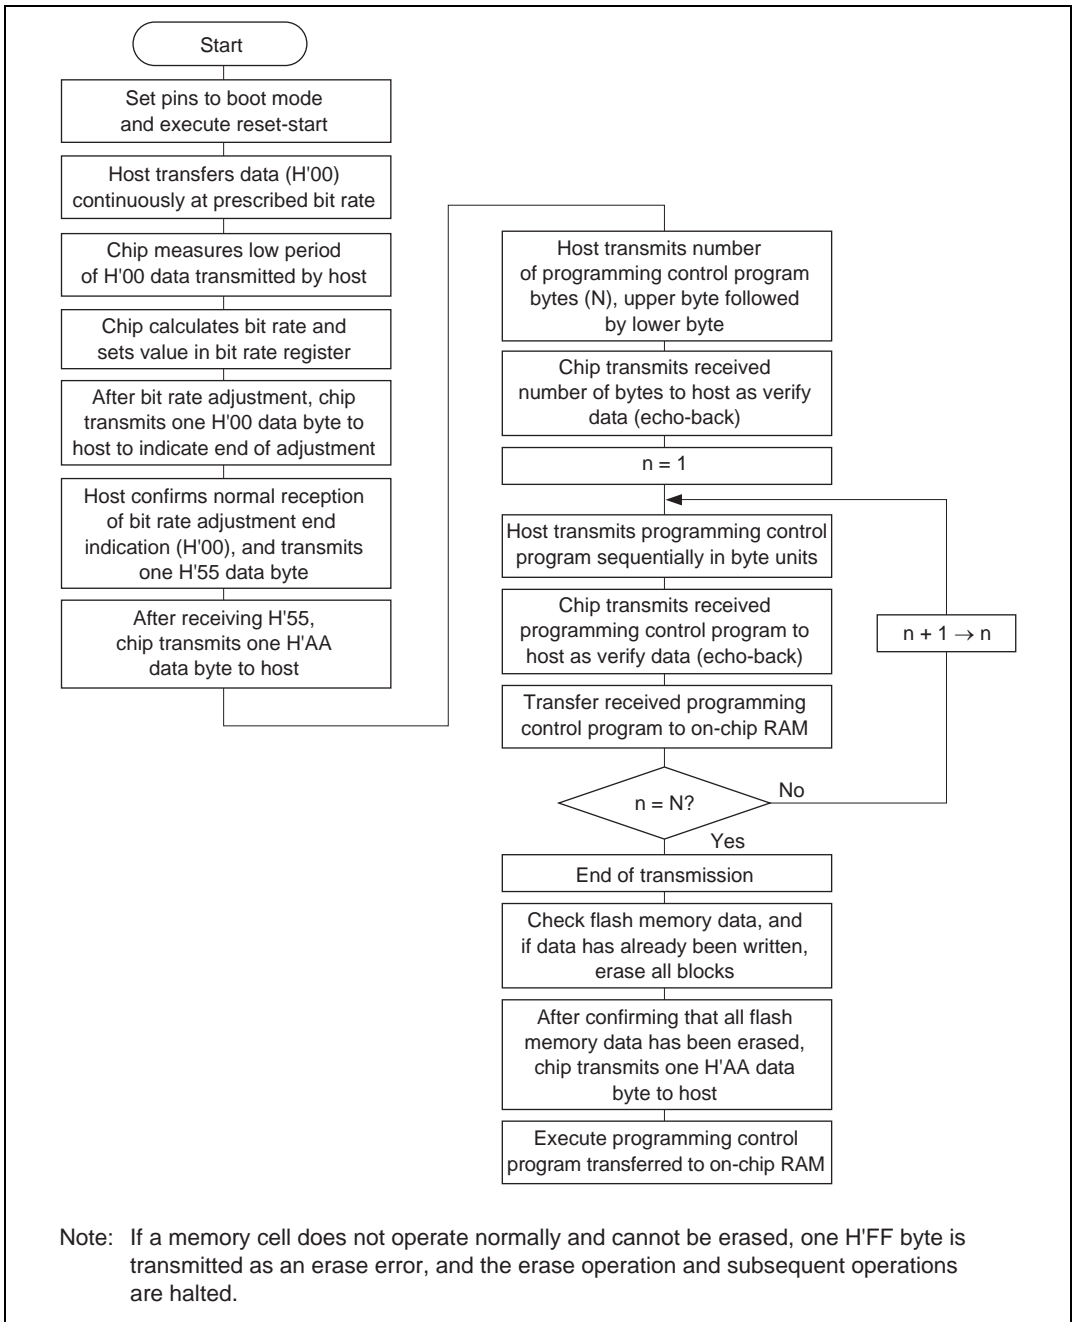 Start
Set pins to boot mode
and execute reset-start
Host transfers data (H'00)
continuously at prescribed bit rate
Chip measures low period
of H'00 data transmitted by host
Chip calculates bit rate and
sets value in bit rate register
After bit rate adjustment, chip
transmits one H'00 data byte to
host to indicate end of adjustment
Host confirms normal reception
of bit rate adjustment end
indication (H'00), and transmits
one H'55 data byte
After receiving H'55,
chip transmits one H'AA
data byte to host
Host transmits number
of programming control program
bytes (N), upper byte followed
by lower byte
Chip transmits received
number of bytes to host as verify
data (echo-back)
n = 1
Host transmits programming control
program sequentially in byte units
Chip transmits received
programming control program to
host as verify data (echo-back)
n + 1 → n
Transfer received programming
control program to on-chip RAM
n = N?
No
Yes
End of transmission
Check flash memory data, and
if data has already been written,
erase all blocks
After confirming that all flash
memory data has been erased,
chip transmits one H'AA data
byte to host
Execute programming control
program transferred to on-chip RAM
Note: If a memory cell does not operate normally and cannot be erased, one H'FF byte is
transmitted as an erase error, and the erase operation and subsequent operations
are halted.